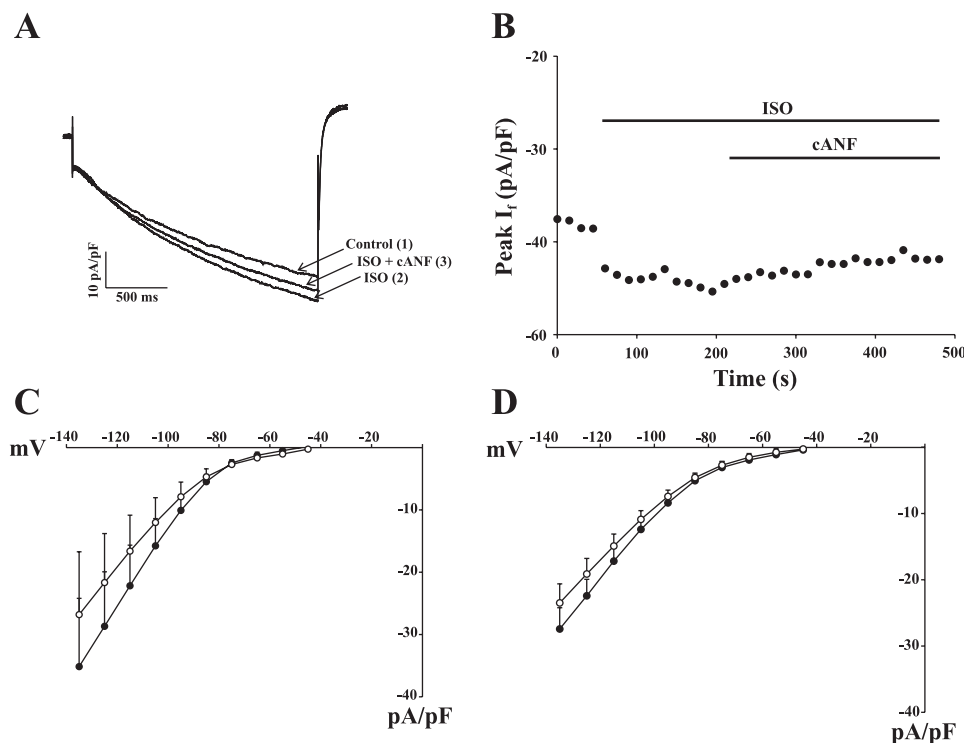 A
Control (1)
ISO + cANF (3)
ISO (2)
10 pA/pF
500 ms
B
Peak If (pA/pF)
-20
-30
-40
-60
ISO
cANF
0 100 200 300 400 500
Time (s)
C
mV
-140 -120 -100 -80 -60 -40 -20
-10
-20
-30
-40
pA/pF
D
mV
-140 -120 -100 -80 -60 -40 -20
-10
-20
-30
-40
pA/pF